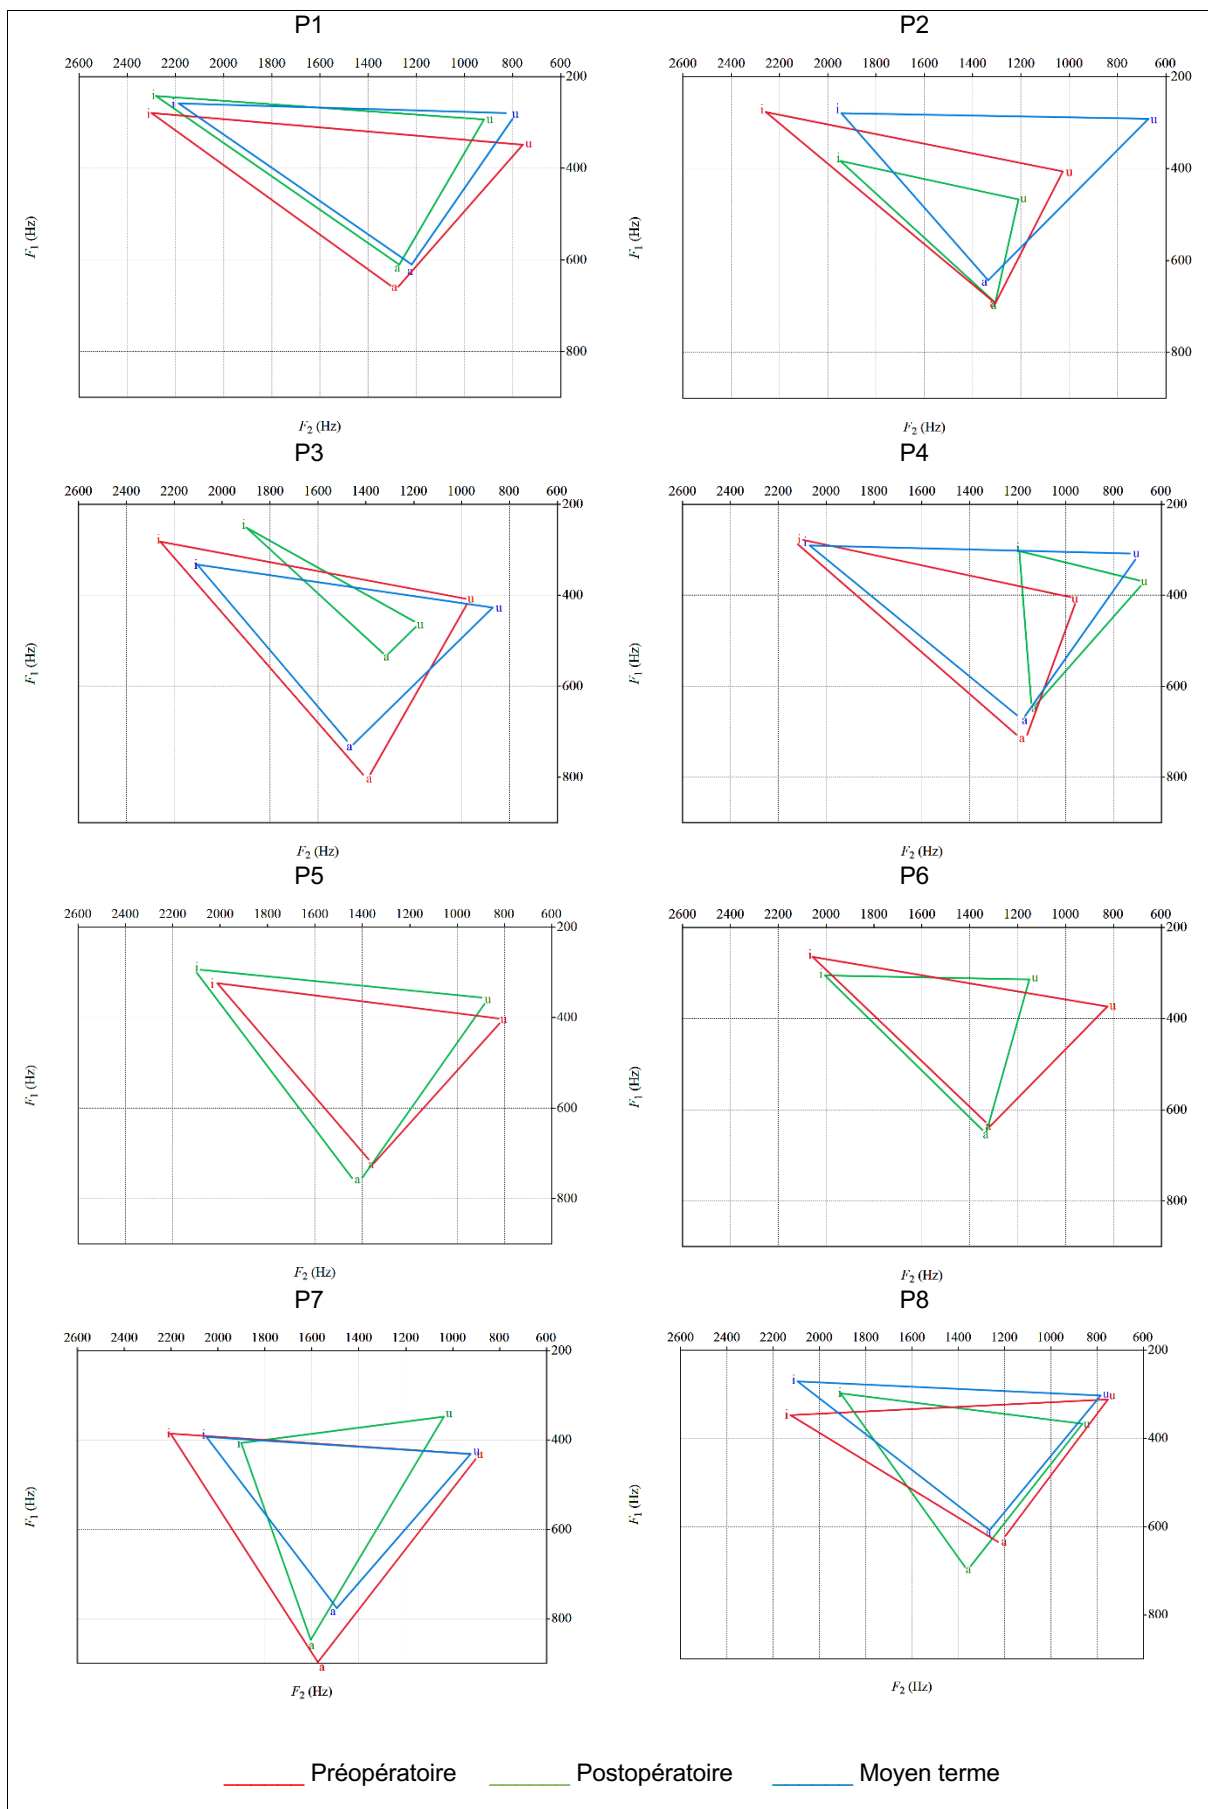 P1 P2
2600 2400 2200 2000 1800 1600 1400 1200 1000 800 600 2600 2400 2200 2000 1800 1600 1400 1200 1000 800 600
200 200
i i i i i
u u u u
400 400
i u u
F1 (Hz) F1 (Hz)
600 600
a a a a
a a
800 800
F2 (Hz) F2 (Hz)
P3 P4
2600 2400 2200 2000 1800 1600 1400 1200 1000 800 600 2600 2400 2200 2000 1800 1600 1400 1200 1000 800 600
200 200
i i i i i
i u u
400 u u 400 u u
u
F1 (Hz) a F1 (Hz)
600 600
a a a a
a
800 800
F2 (Hz) F2 (Hz)
P5 P6
2600 2400 2200 2000 1800 1600 1400 1200 1000 800 600 2600 2400 2200 2000 1800 1600 1400 1200 1000 800 600
200 200
i i i i
u u u
400 u 400
F1 (Hz) F1 (Hz)
600 600
a a a
a
800 800
F2 (Hz) F2 (Hz)
P7 P8
2600 2400 2200 2000 1800 1600 1400 1200 1000 800 600 2600 2400 2200 2000 1800 1600 1400 1200 1000 800 600
200 200
i i i u u
u u
400 i i i u u 400
F1 (Hz) F1 (Hz)
600 600
a a
a a
800 800
a a
F2 (Hz) F2 (Hz)
Préopératoire Postopératoire Moyen terme